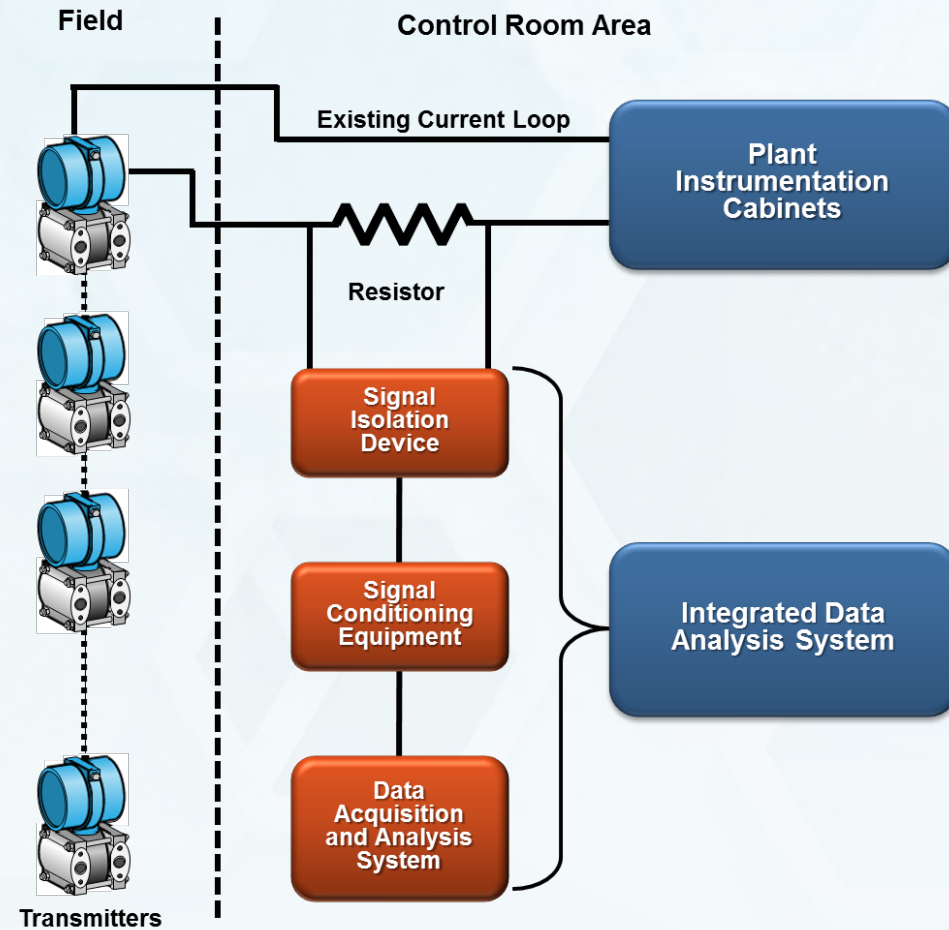 Field
Control Room Area
Existing Current Loop
Plant
Instrumentation
Cabinets
Resistor
Signal
Isolation
Device
Signal
Conditioning
Equipment
Integrated Data
Analysis System
Data
Acquisition
and Analysis
System
Transmitters